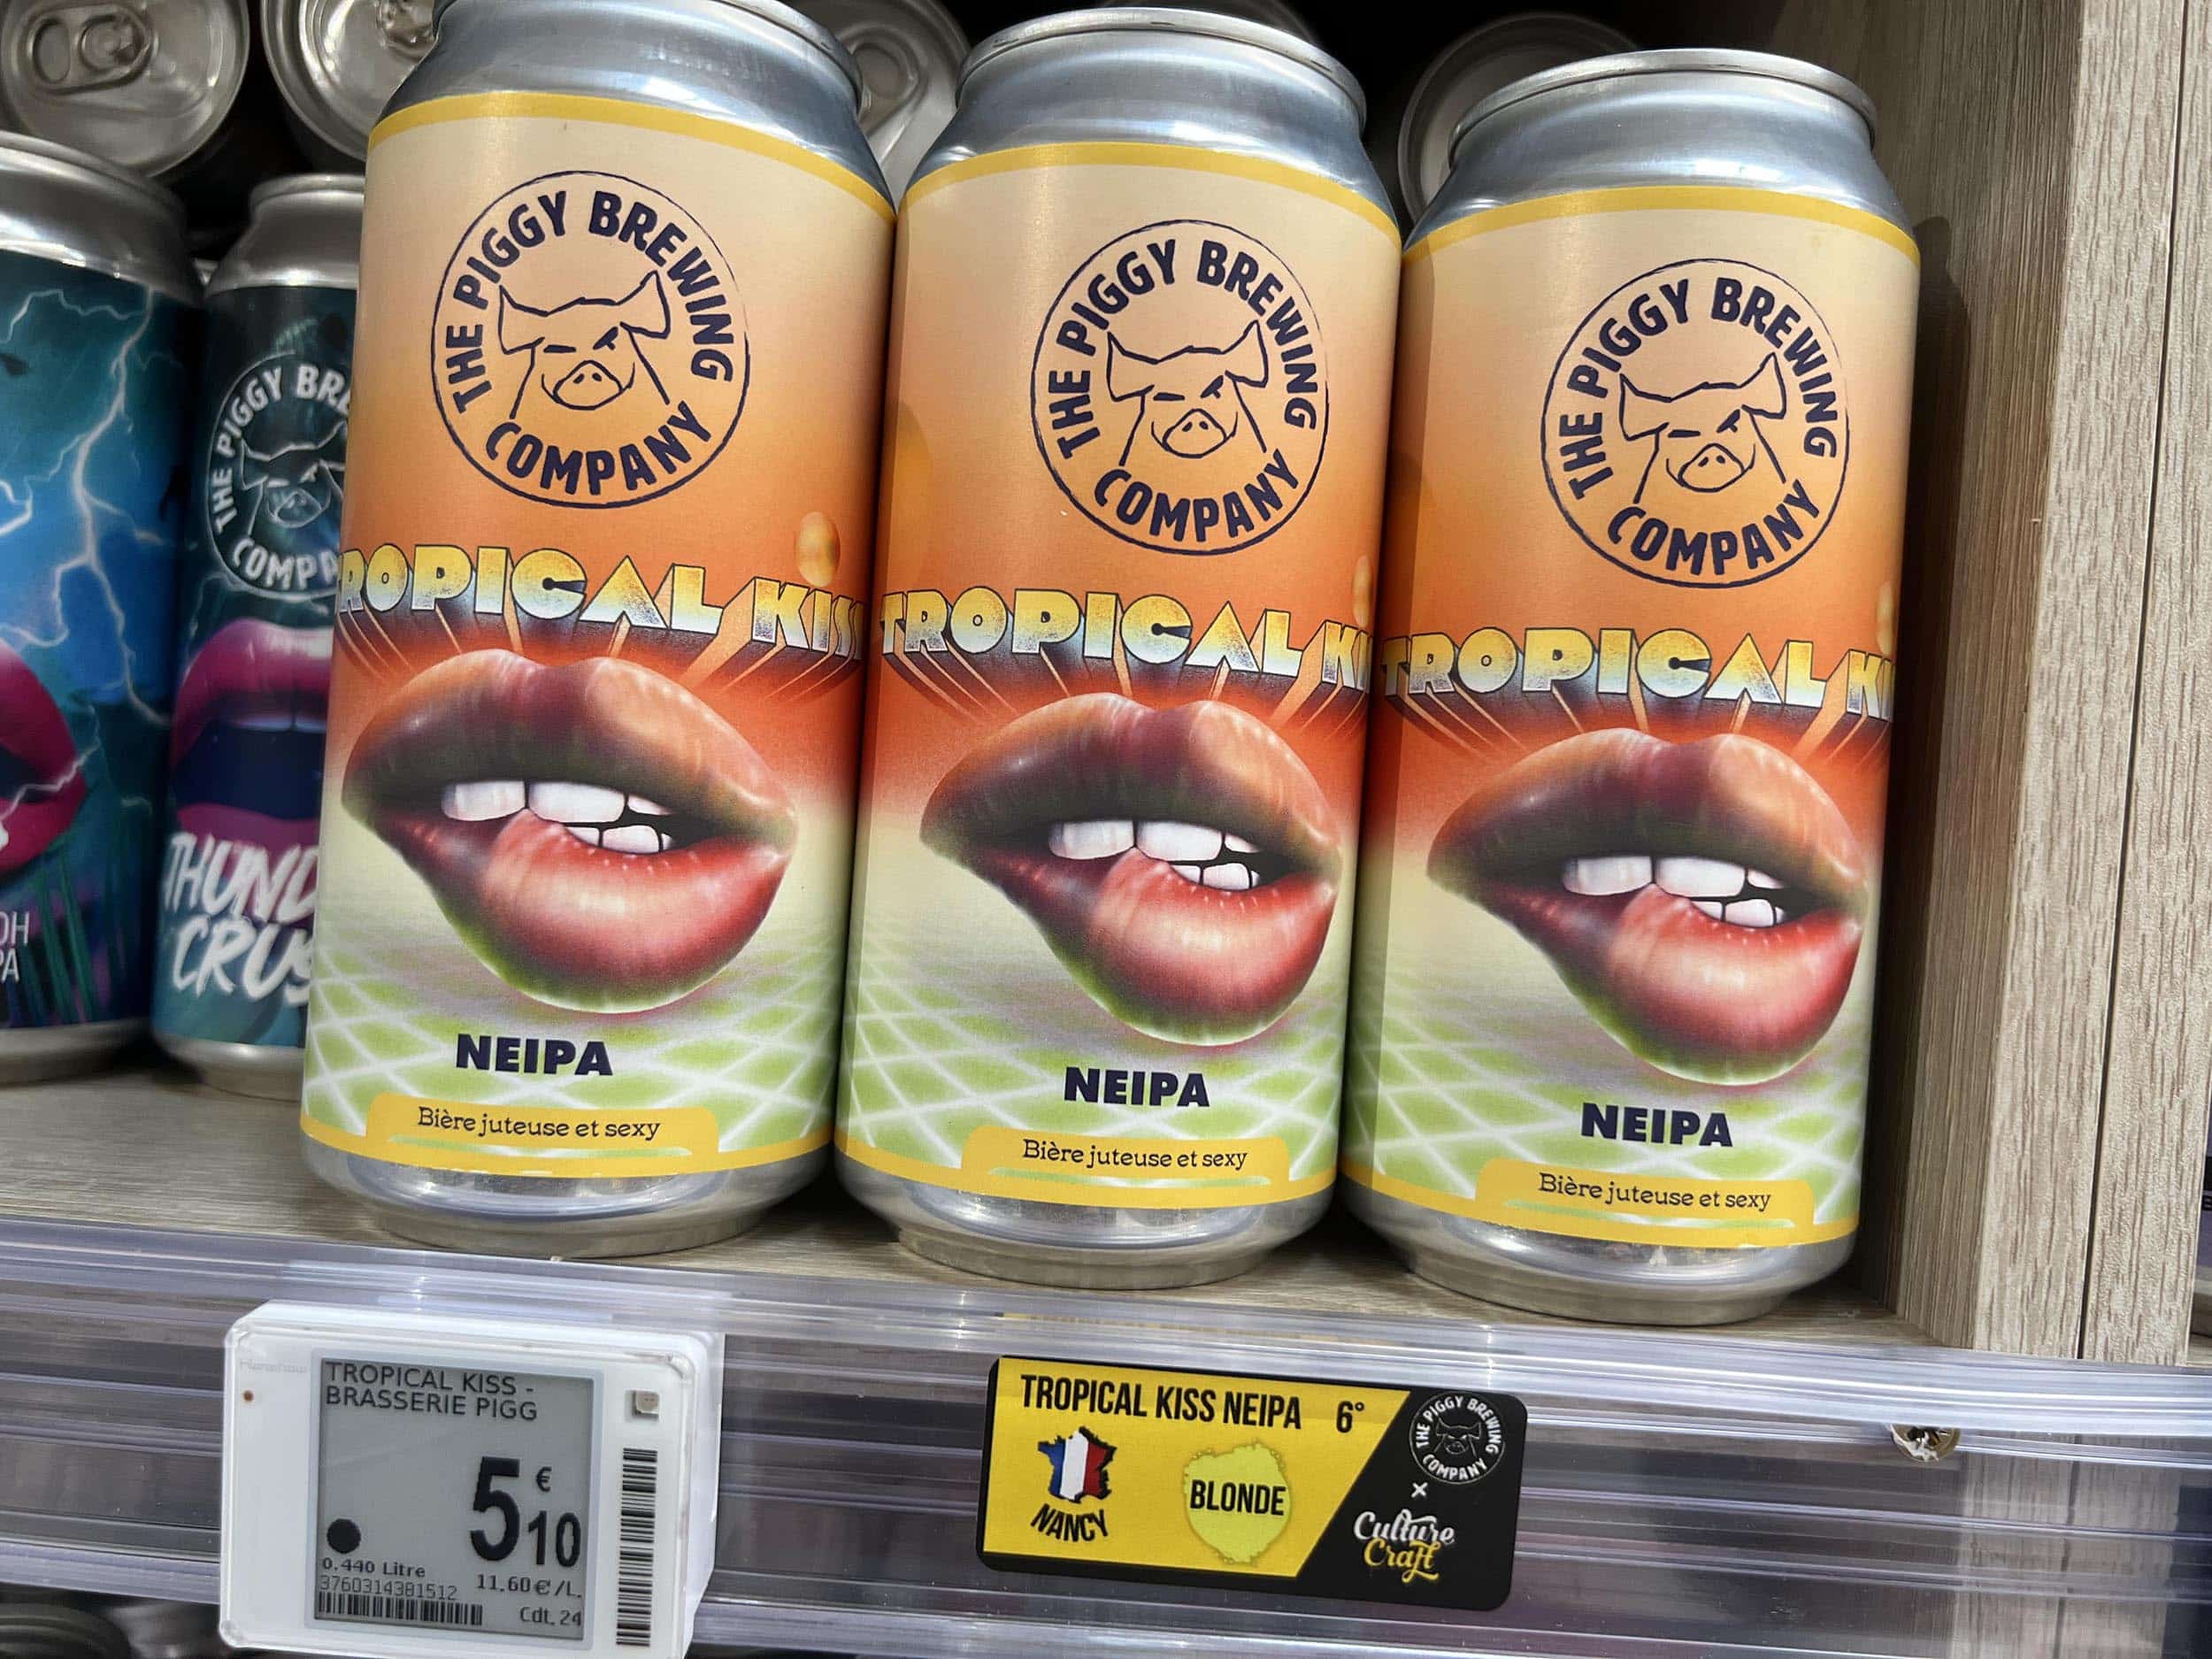 THE PIGGY BREWING COMPANY
TROPICAL KISS
NEIPA
Bière juteuse et sexy
THE PIGGY BREWING COMPANY
TROPICAL KI
NEIPA
Bière juteuse et sexy
THE PIGGY BREWING COMPANY
TROPICAL KI
NEIPA
Bière juteuse et sexy
THE PIGGY BRE
COMPA
THUND
CRUS
TROPICAL KISS -
BRASSERIE PIGG
5 € 10
0.440 Litre
3760314381512
11.60€/L.
Cdt. 24
TROPICAL KISS NEIPA 6°
NANCY
BLONDE
THE PIGGY BREWING COMPANY
x
Culture
Craft